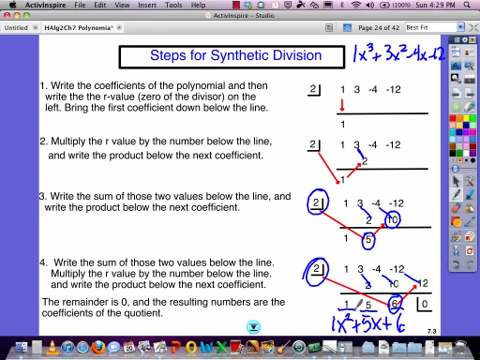 ActivInspire File Edit View Insert Tools Help
Sun 4:29 PM
ActivInspire – Studio
Untitled
HAlg2Ch7 Polynomia*
Page 24 of 42
Best Fit
Steps for Synthetic Division
1x³+3x²-4x-12
1. Write the coefficients of the polynomial and then
write the the r-value (zero of the divisor) on the
left. Bring the first coefficient down below the line.
2 1 3 -4 -12
1
2. Multiply the r value by the number below the line,
and write the product below the next coefficient.
2 1 3 -4 -12
2
1
3. Write the sum of those two values below the line, and
write the product below the next coefficient.
2 1 3 -4 -12
2 10
1 5
4. Write the sum of those two values below the line.
Multiply the r value by the number below the line.
and write the product below the next coefficient.
2 1 3 -4 -12
2 10 12
1 5 6 0
The remainder is 0, and the resulting numbers are the
coefficients of the quotient.
1x²+5x+6
7.3